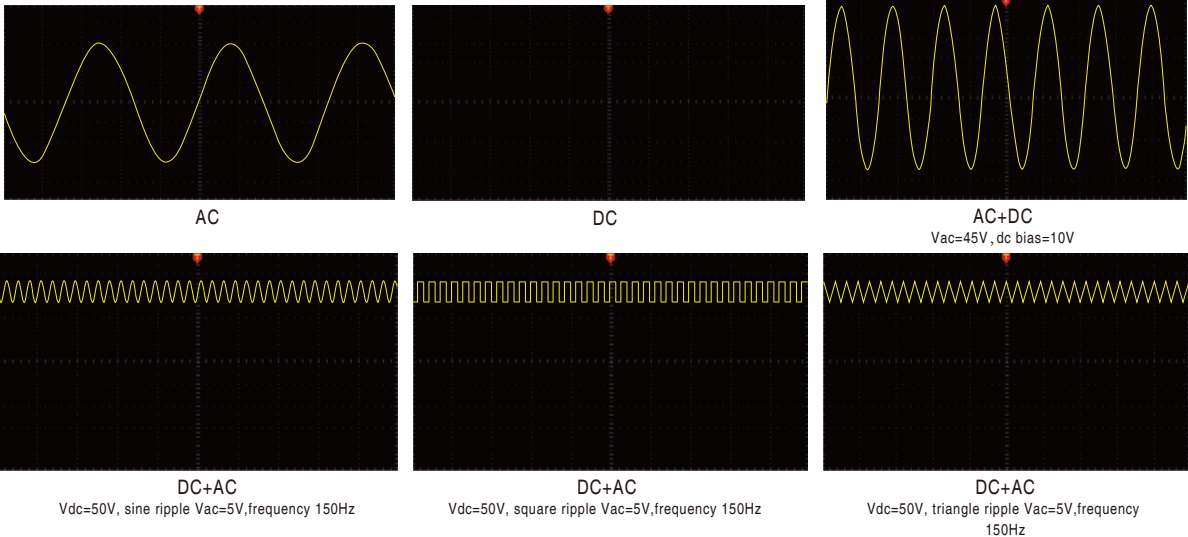 AC
DC
AC+DC
Vac=45V, dc bias=10V
DC+AC
Vdc=50V, sine ripple Vac=5V,frequency 150Hz
DC+AC
Vdc=50V, square ripple Vac=5V,frequency 150Hz
DC+AC
Vdc=50V, triangle ripple Vac=5V,frequency
150Hz